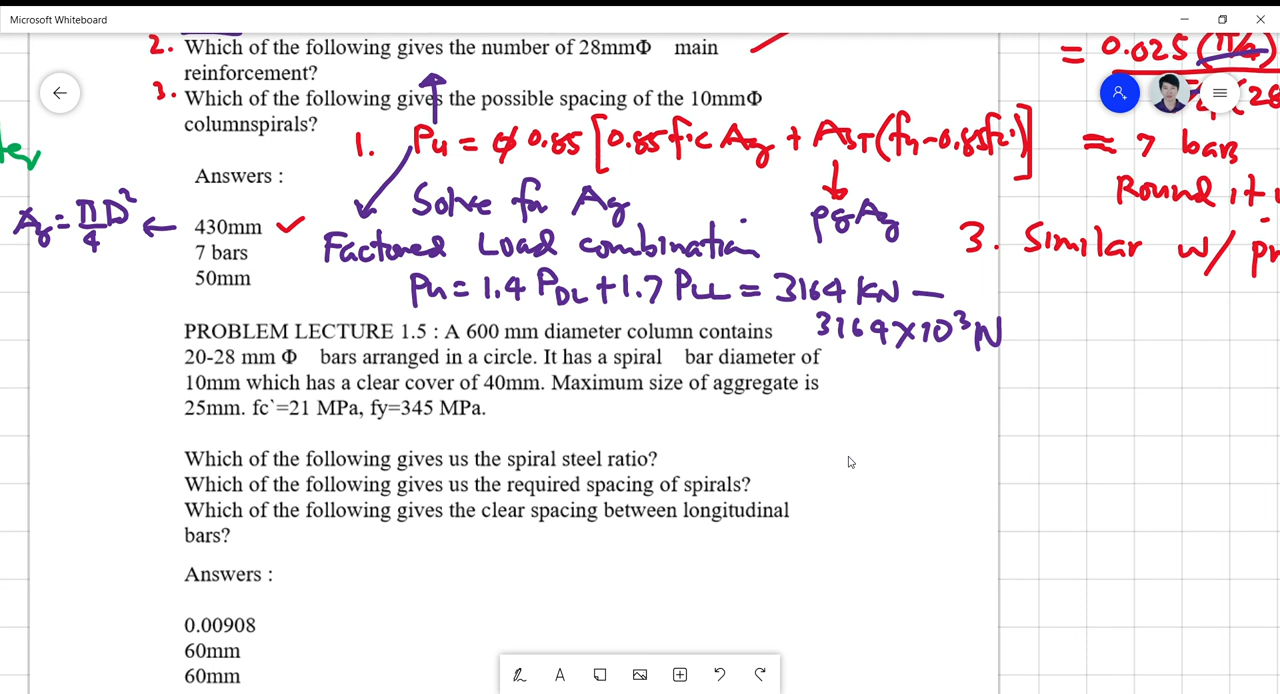 Microsoft Whiteboard
2. Which of the following gives the number of 28mmΦ main
reinforcement?
3. Which of the following gives the possible spacing of the 10mmΦ
columnspirals?
1. Pu = φ 0.85 [0.85 f'c Ag + AST (fy - 0.85fc')]
Answers :
Solve for Ag
ρgAg
Ag = πD²/4 ← 430mm ✓
7 bars
50mm
Factored Load combination
Pu = 1.4 PDL + 1.7 PLL = 3164 KN —
3164 x 10³ N
= 0.025 (π/4)
≈ 7 bars
Round it
3. Similar w/
PROBLEM LECTURE 1.5 : A 600 mm diameter column contains
20-28 mm Φ bars arranged in a circle. It has a spiral bar diameter of
10mm which has a clear cover of 40mm. Maximum size of aggregate is
25mm. fc`=21 MPa, fy=345 MPa.
Which of the following gives us the spiral steel ratio?
Which of the following gives us the required spacing of spirals?
Which of the following gives the clear spacing between longitudinal
bars?
Answers :
0.00908
60mm
60mm